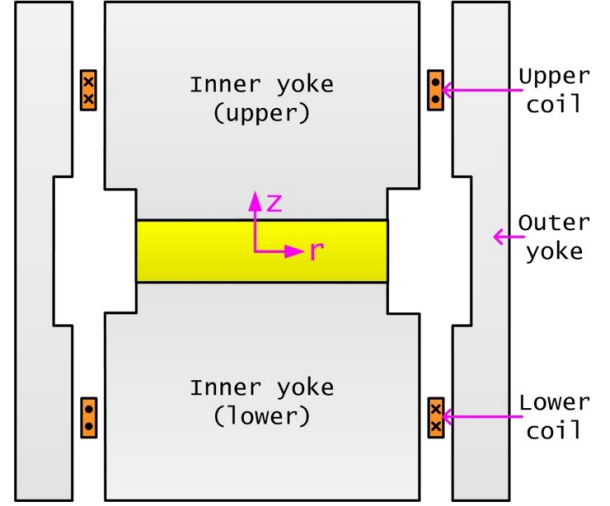 Inner yoke
(upper)
Upper
coil
z
r
Outer
yoke
Inner yoke
(lower)
Lower
coil